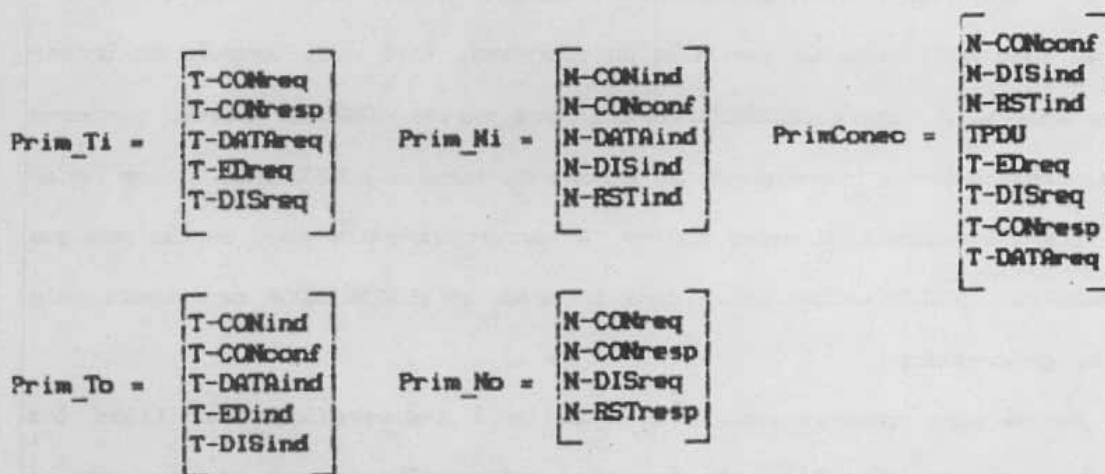 Prim_Ti =
T-CONreq
T-CONresp
T-DATAreq
T-EDreq
T-DISreq
Prim_Ni =
N-CONind
N-CONconf
N-DATAind
N-DISind
N-RSTind
PrimConec =
N-CONconf
N-DISind
N-RSTind
TPDU
T-EDreq
T-DISreq
T-CONresp
T-DATAreq
Prim_To =
T-CONind
T-CONconf
T-DATAind
T-EDind
T-DISind
Prim_No =
N-CONreq
N-CONresp
N-DISreq
N-RSTresp